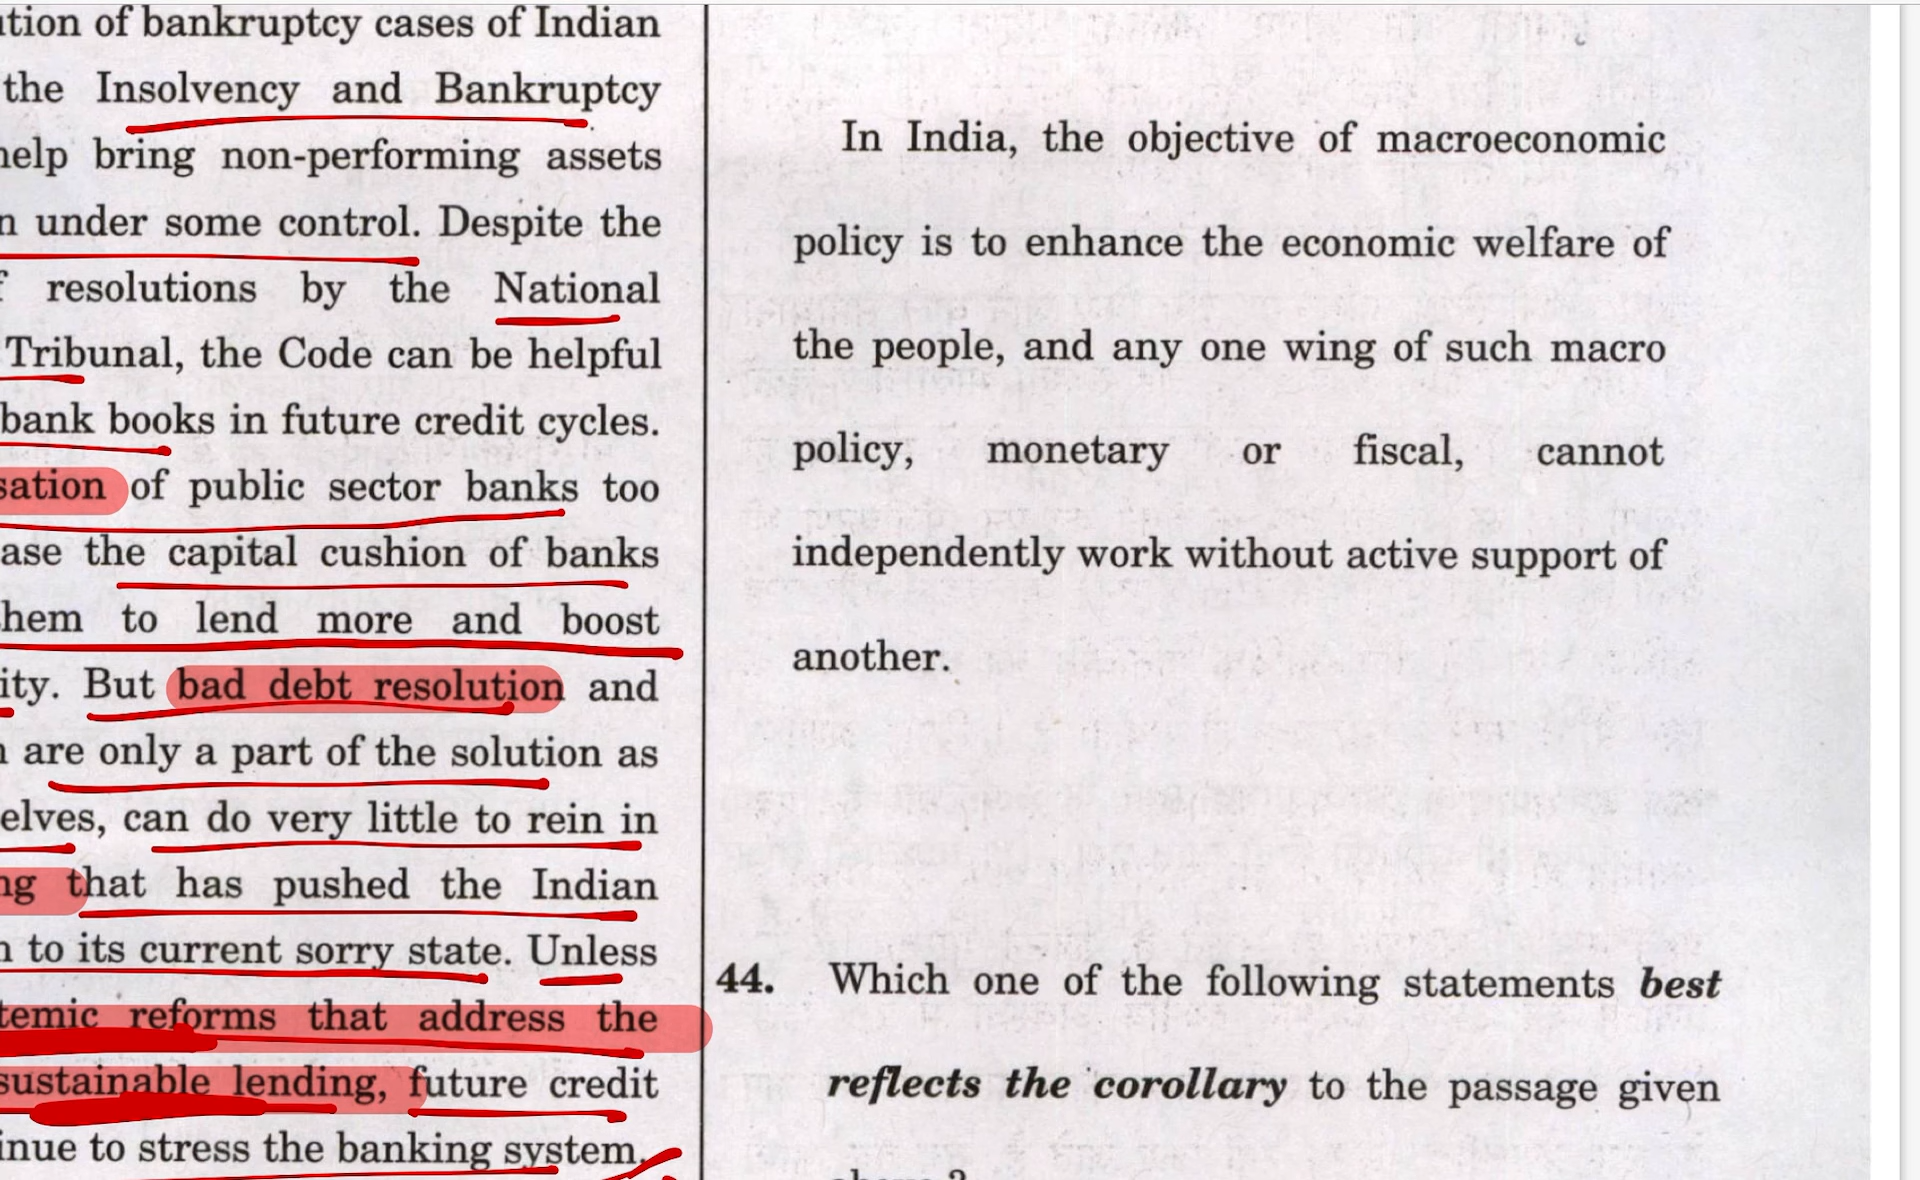 tion of bankruptcy cases of Indian
the Insolvency and Bankruptcy
help bring non-performing assets
under some control. Despite the
resolutions by the National
Tribunal, the Code can be helpful
bank books in future credit cycles.
sation of public sector banks too
ase the capital cushion of banks
hem to lend more and boost
ity. But bad debt resolution and
are only a part of the solution as
elves, can do very little to rein in
ng that has pushed the Indian
to its current sorry state. Unless
temic reforms that address the
sustainable lending, future credit
inue to stress the banking system.
In India, the objective of macroeconomic
policy is to enhance the economic welfare of
the people, and any one wing of such macro
policy, monetary or fiscal, cannot
independently work without active support of
another.
44. Which one of the following statements best
reflects the corollary to the passage given